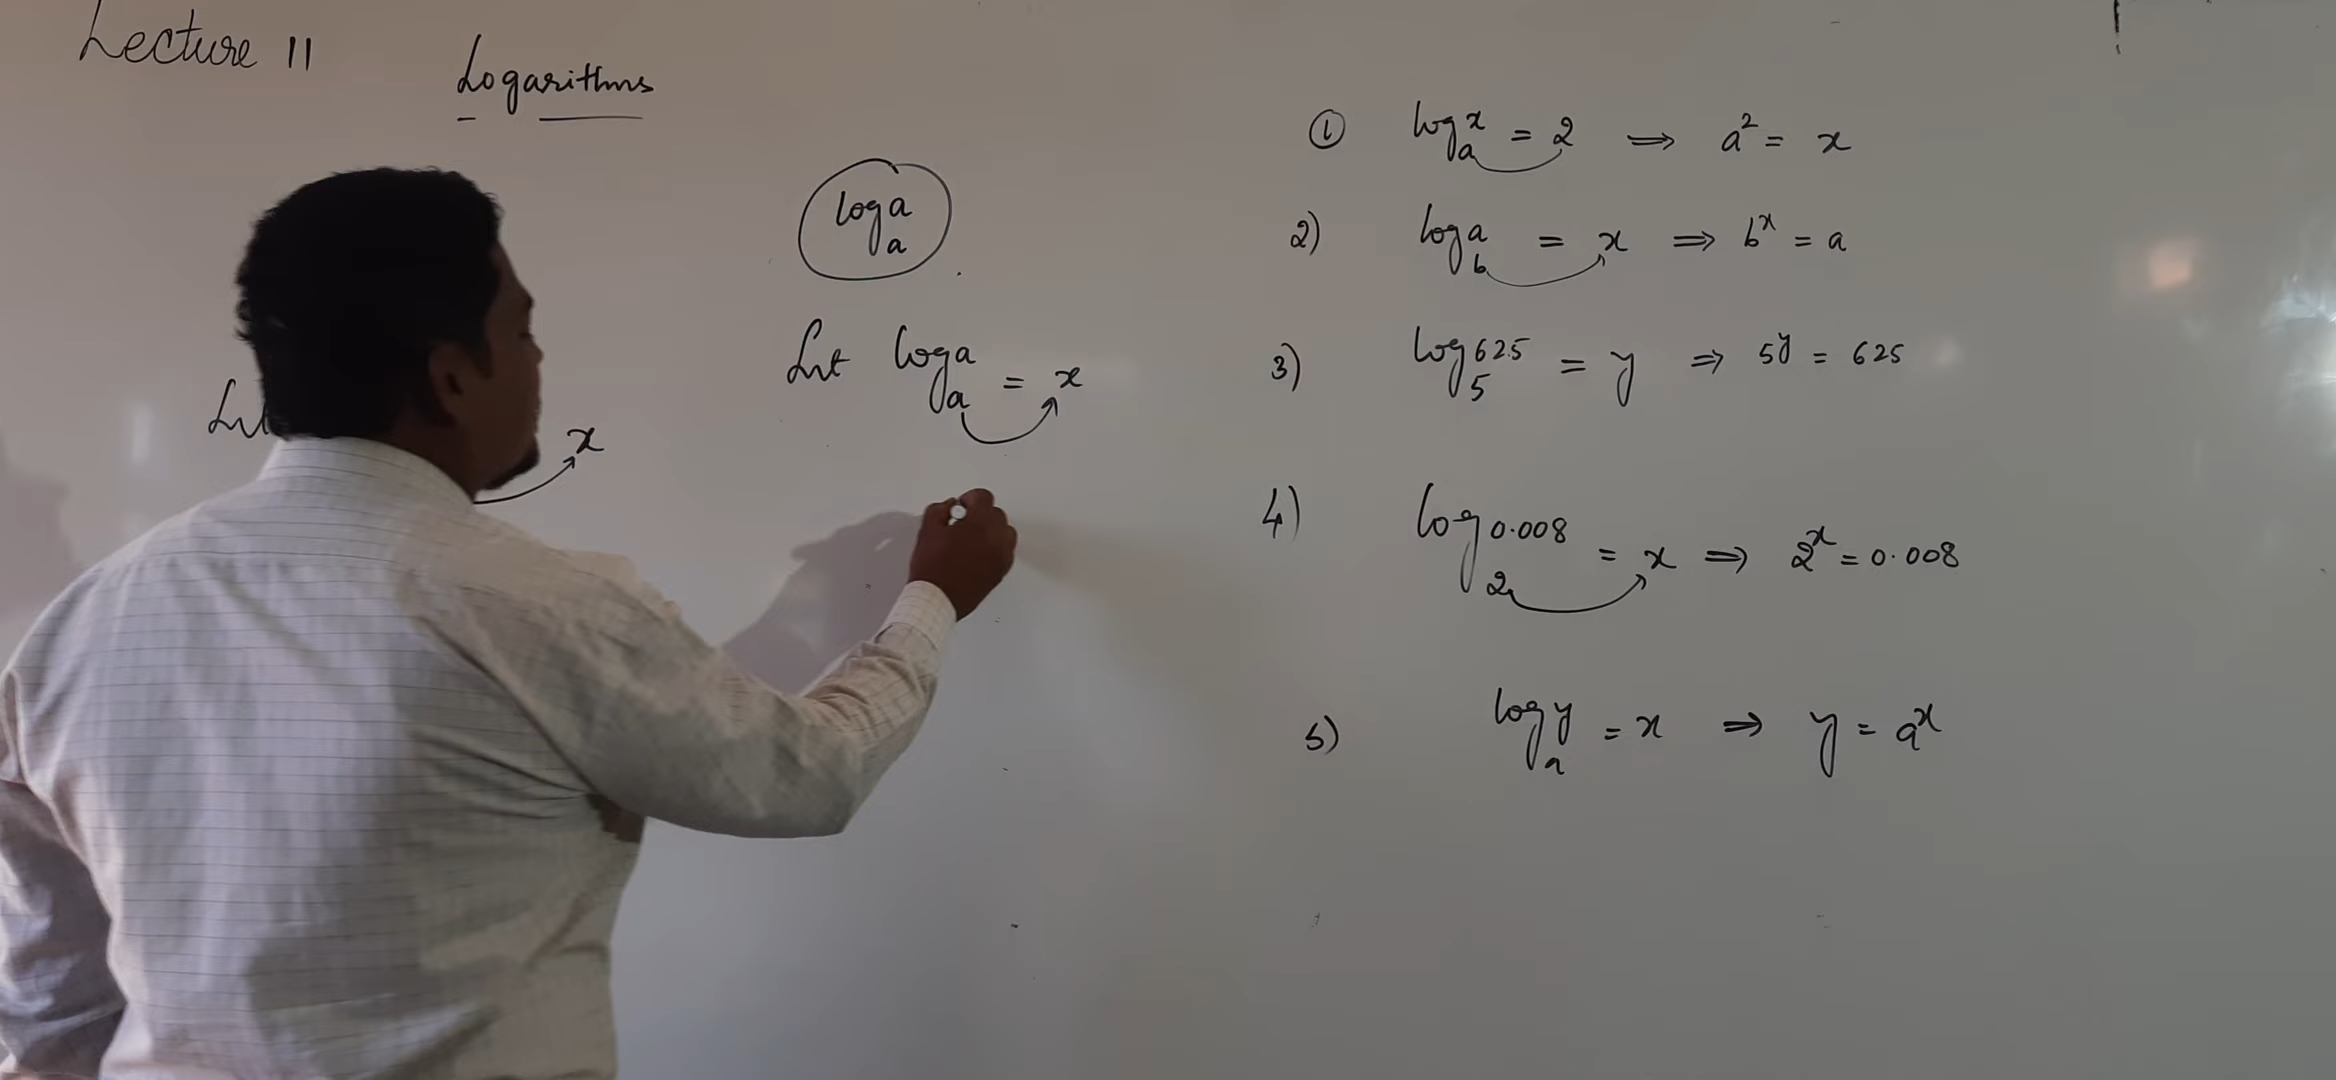 Lecture 11
Logarithms
log_a a
Let log_a a = x
x
① log_a x = 2 ⟹ a² = x
2) log_b a = x ⟹ b^x = a
3) log_5 625 = y ⟹ 5^y = 625
4) log_2 0.008 = x ⟹ 2^x = 0.008
5) log_a y = x ⟹ y = a^x